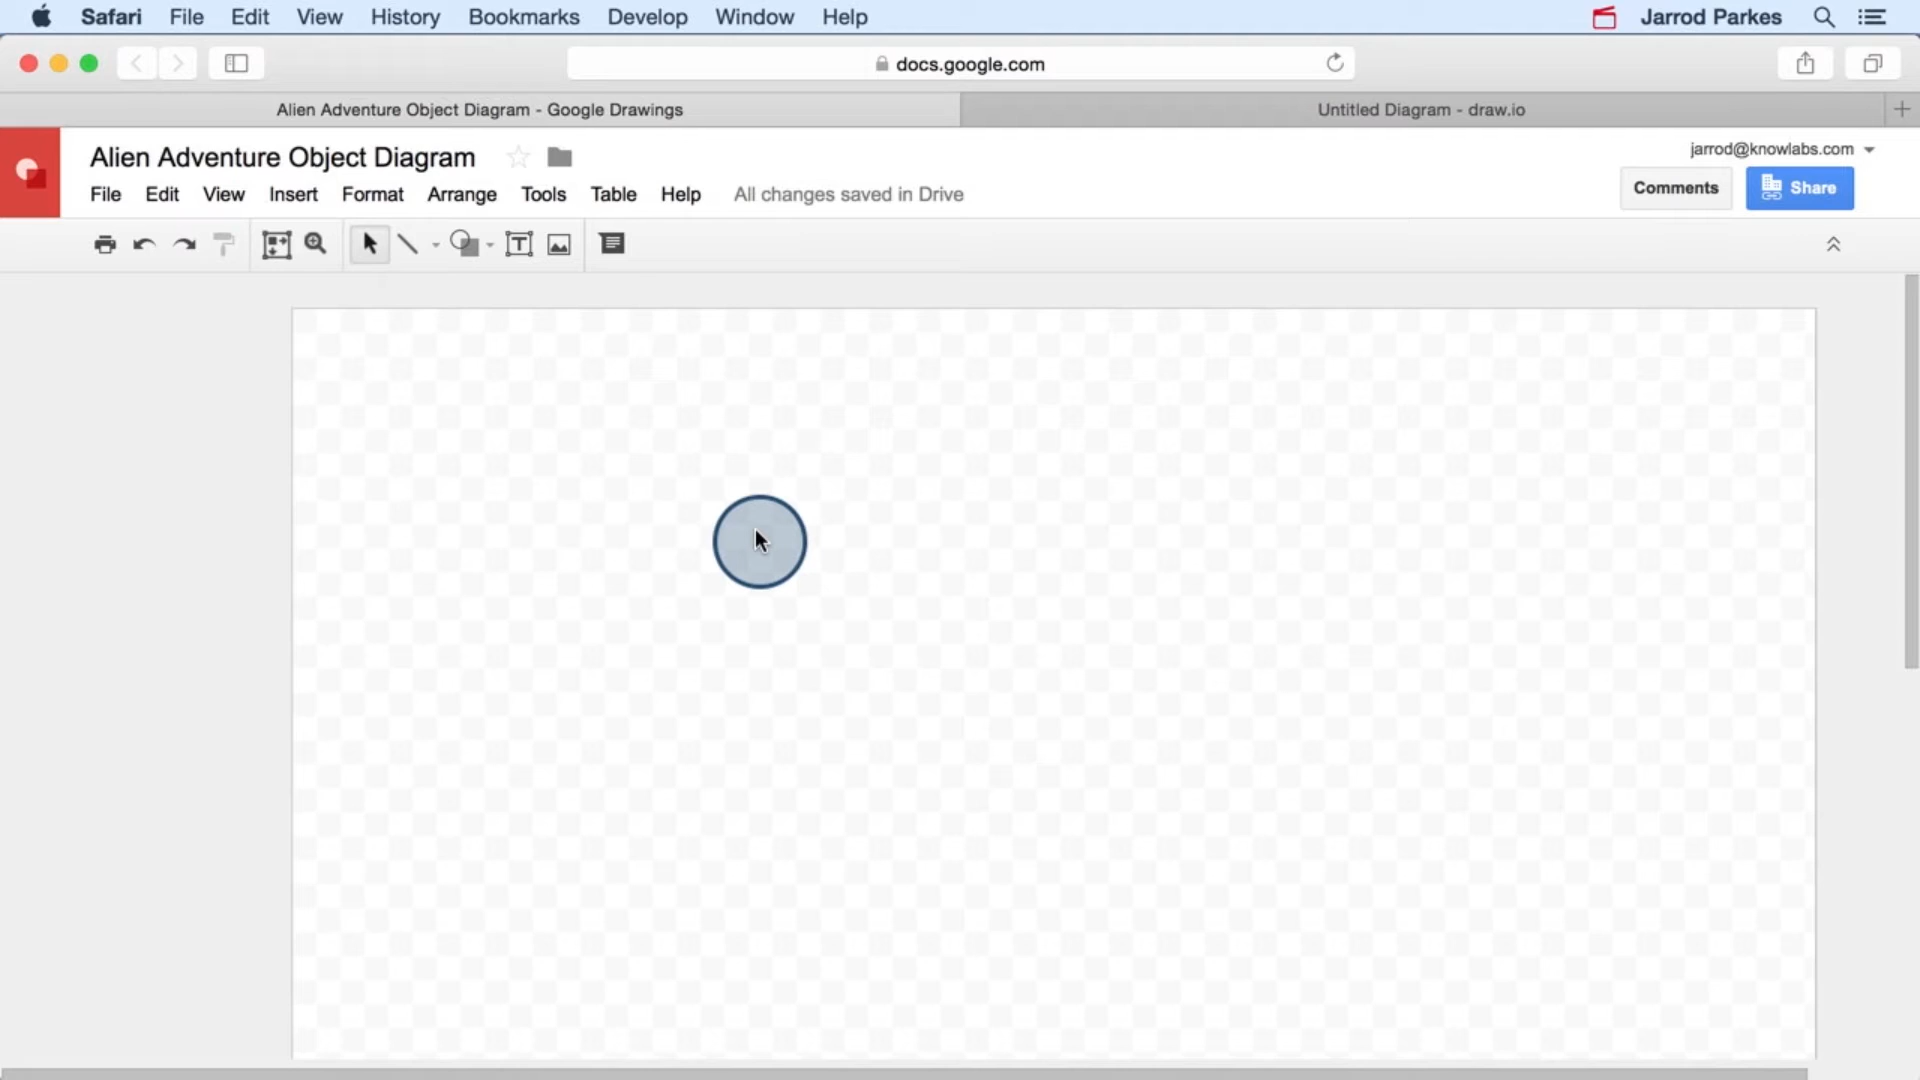 Safari File Edit View History Bookmarks Develop Window Help Jarrod Parkes
docs.google.com
Alien Adventure Object Diagram - Google Drawings Untitled Diagram - draw.io
Alien Adventure Object Diagram jarrod@knowlabs.com
File Edit View Insert Format Arrange Tools Table Help All changes saved in Drive Comments Share